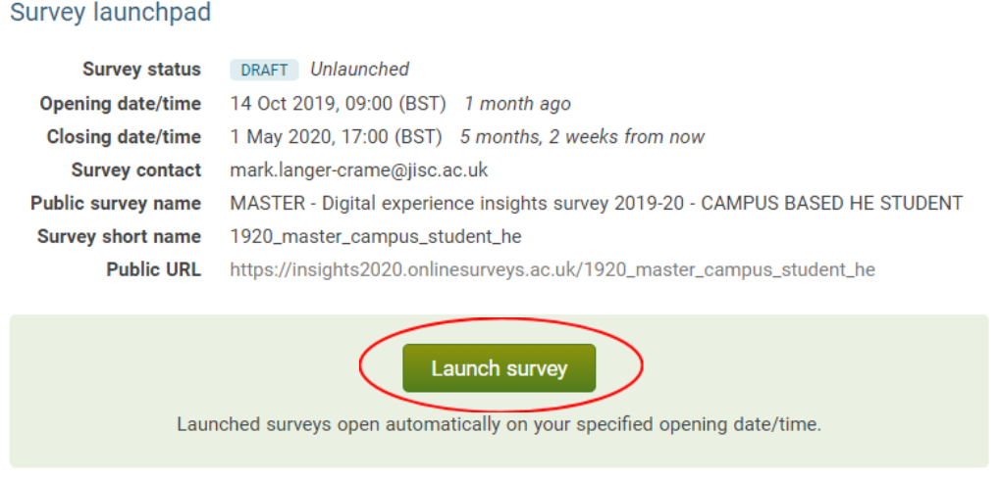 Survey launchpad
Survey status DRAFT Unlaunched
Opening date/time 14 Oct 2019, 09:00 (BST) 1 month ago
Closing date/time 1 May 2020, 17:00 (BST) 5 months, 2 weeks from now
Survey contact mark.langer-crame@jisc.ac.uk
Public survey name MASTER - Digital experience insights survey 2019-20 - CAMPUS BASED HE STUDENT
Survey short name 1920_master_campus_student_he
Public URL https://insights2020.onlinesurveys.ac.uk/1920_master_campus_student_he
Launch survey
Launched surveys open automatically on your specified opening date/time.